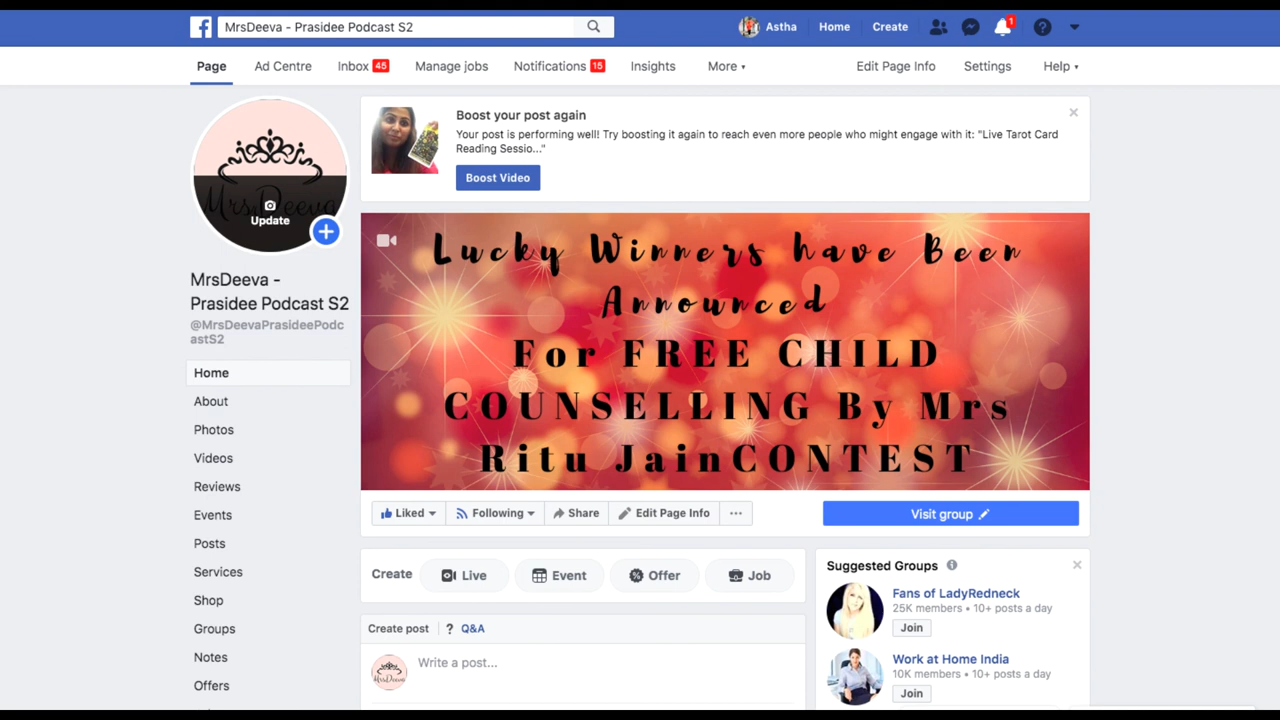 MrsDeeva - Prasidee Podcast S2
Astha
Home
Create
1
Page
Ad Centre
Inbox 45
Manage jobs
Notifications 15
Insights
More
Edit Page Info
Settings
Help
MrsDeeva
Update
MrsDeeva -
Prasidee Podcast S2
@MrsDeevaPrasideePodc
astS2
Home
About
Photos
Videos
Reviews
Events
Posts
Services
Shop
Groups
Notes
Offers
Boost your post again
Your post is performing well! Try boosting it again to reach even more people who might engage with it: "Live Tarot Card
Reading Sessio..."
Boost Video
Lucky Winners have Been
Announced
For FREE CHILD
COUNSELLING By Mrs
Ritu JainCONTEST
Liked
Following
Share
Edit Page Info
...
Visit group
Create
Live
Event
Offer
Job
Create post
? Q&A
MrsDeeva
Write a post...
Suggested Groups
Fans of LadyRedneck
25K members • 10+ posts a day
Join
Work at Home India
10K members • 10+ posts a day
Join